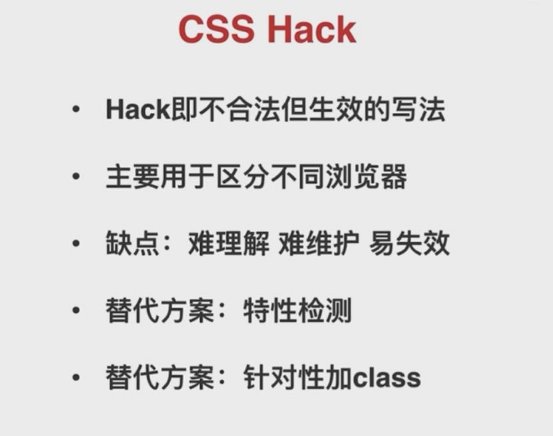 CSS Hack
• Hack即不合法但生效的写法
• 主要用于区分不同浏览器
• 缺点：难理解 难维护 易失效
• 替代方案：特性检测
• 替代方案：针对性加class